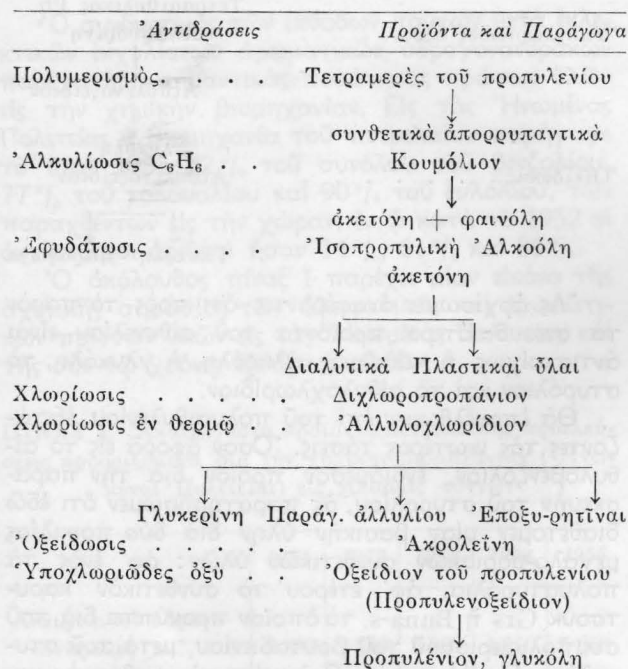 Ἀντιδράσεις Προϊόντα καὶ Παράγωγα
Πολυμερισμὸς. . . Τετραμερὲς τοῦ προπυλενίου
συνθετικὰ ἀπορρυπαντικὰ
Ἀλκυλίωσις C₆H₆ . . Κουμόλιον
ἀκετόνη + φαινόλη
Ἐφυδάτωσις . . . Ἰσοπροπυλικὴ Ἀλκοόλη
ἀκετόνη
Διαλυτικὰ Πλαστικαὶ ὗλαι
Χλωρίωσις . . . . Διχλωροπροπάνιον
Χλωρίωσις ἐν θερμῷ . Ἀλλυλοχλωρίδιον
Γλυκερίνη Παράγ. ἀλλυλίου Εποξυ-ρητῖναι
Ὀξείδωσις . . . . Ἀκρολεΐνη
Ὑποχλωριῶδες ὀξὺ . . Ὀξείδιον τοῦ προπυλενίου
(Προπυλενοξείδιον)
Προπυλένιον, γλυκόλη